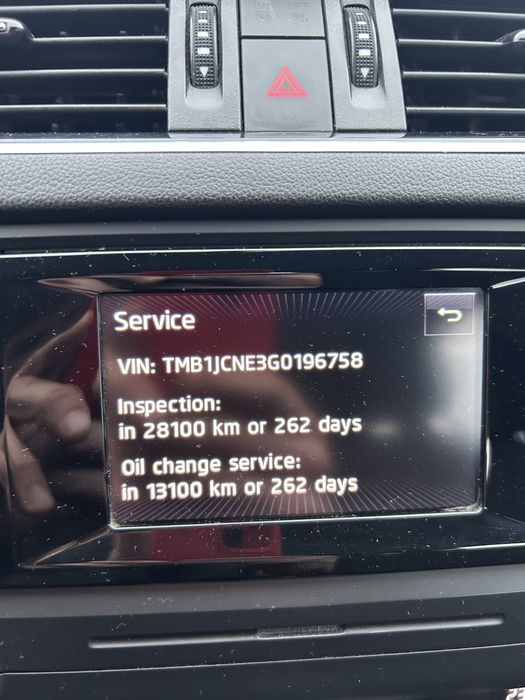 Service
VIN: TMB1JCNE3G0196758
Inspection:
in 28100 km or 262 days
Oil change service:
in 13100 km or 262 days